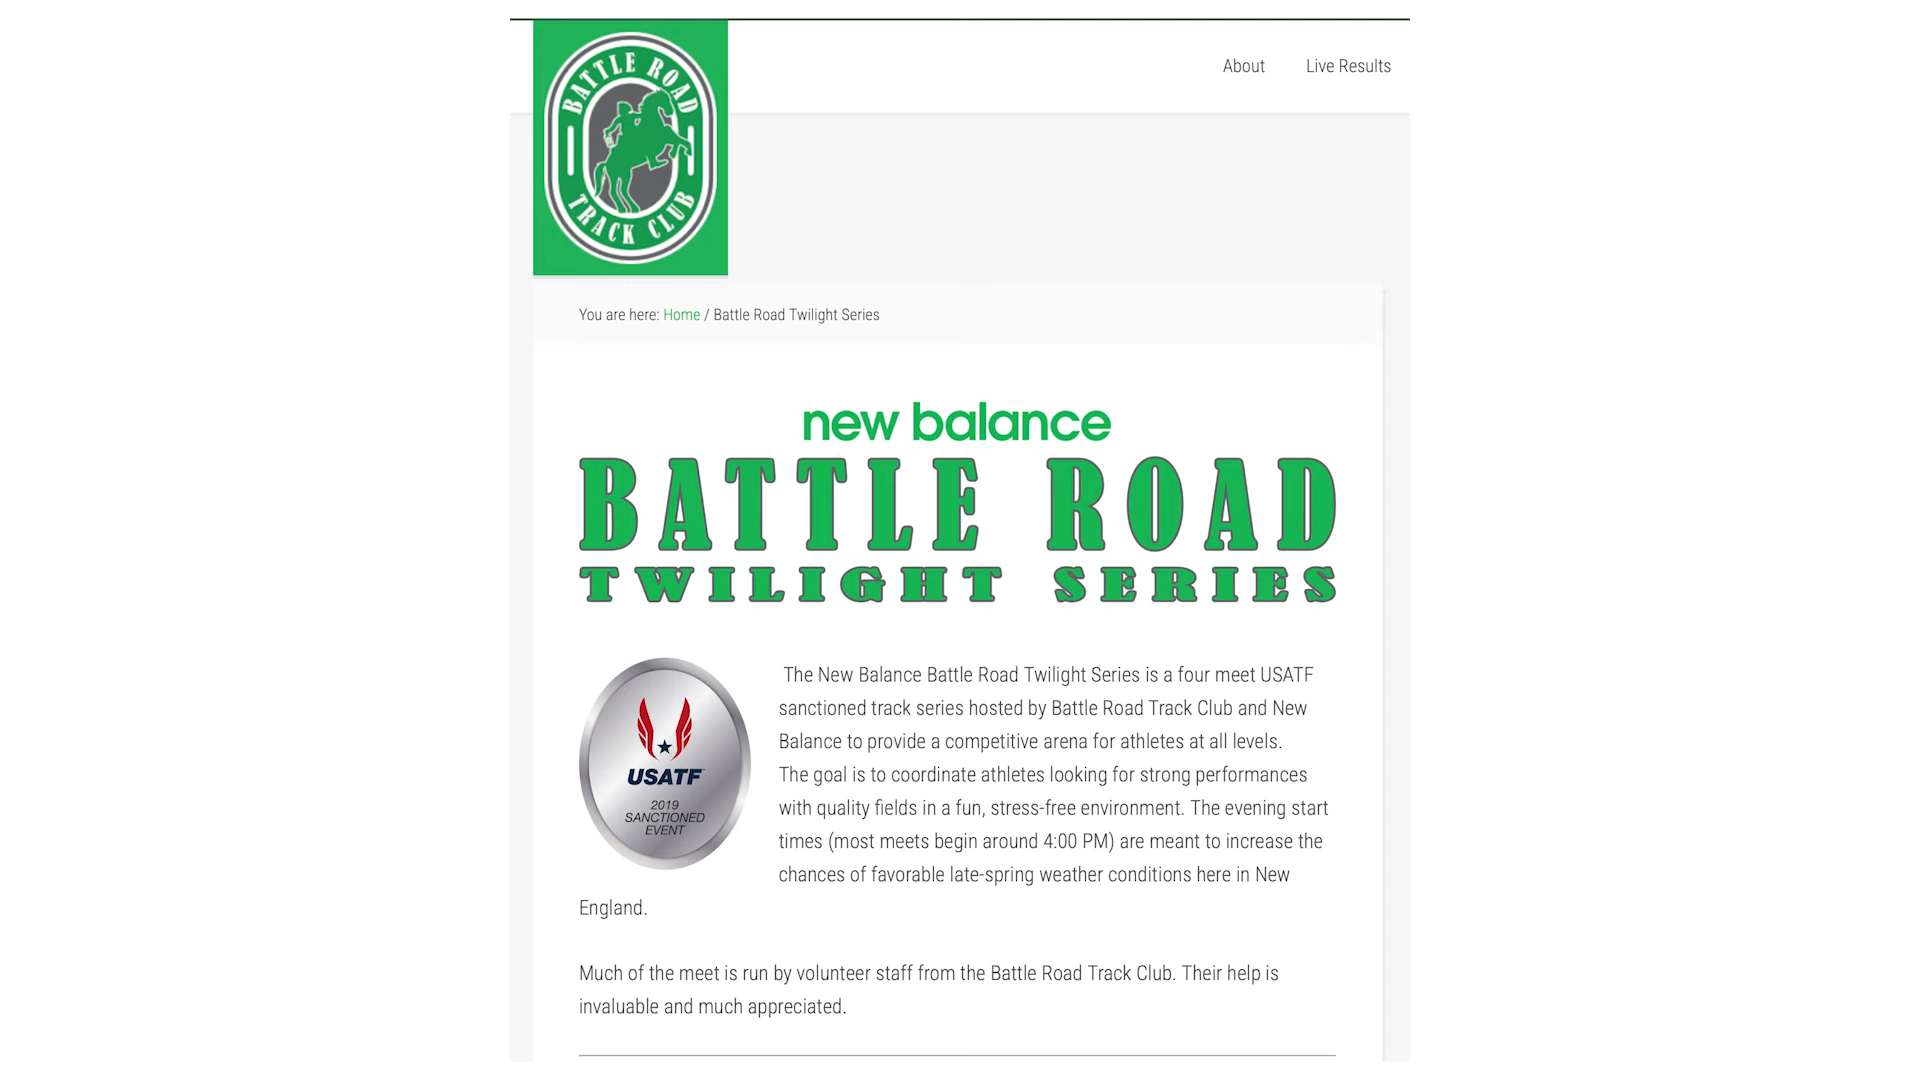 BATTLE ROAD
TRACK CLUB
About
Live Results
You are here: Home / Battle Road Twilight Series
new balance
BATTLE ROAD
TWILIGHT SERIES
USATF
2019
SANCTIONED
EVENT
The New Balance Battle Road Twilight Series is a four meet USATF
sanctioned track series hosted by Battle Road Track Club and New
Balance to provide a competitive arena for athletes at all levels.
The goal is to coordinate athletes looking for strong performances
with quality fields in a fun, stress-free environment. The evening start
times (most meets begin around 4:00 PM) are meant to increase the
chances of favorable late-spring weather conditions here in New
England.
Much of the meet is run by volunteer staff from the Battle Road Track Club. Their help is
invaluable and much appreciated.